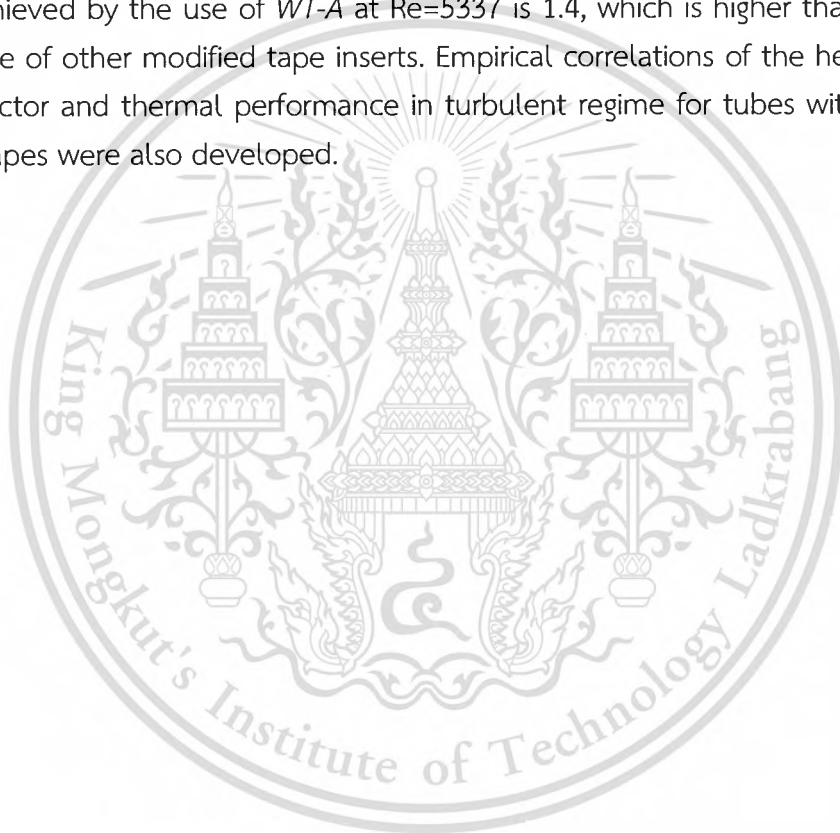 hieved by the use of WT-A at Re=5337 is 1.4, which is higher tha
e of other modified tape inserts. Empirical correlations of the he
ctor and thermal performance in turbulent regime for tubes wit
apes were also developed.
King Mongkut's Institute of Technology Ladkrabang